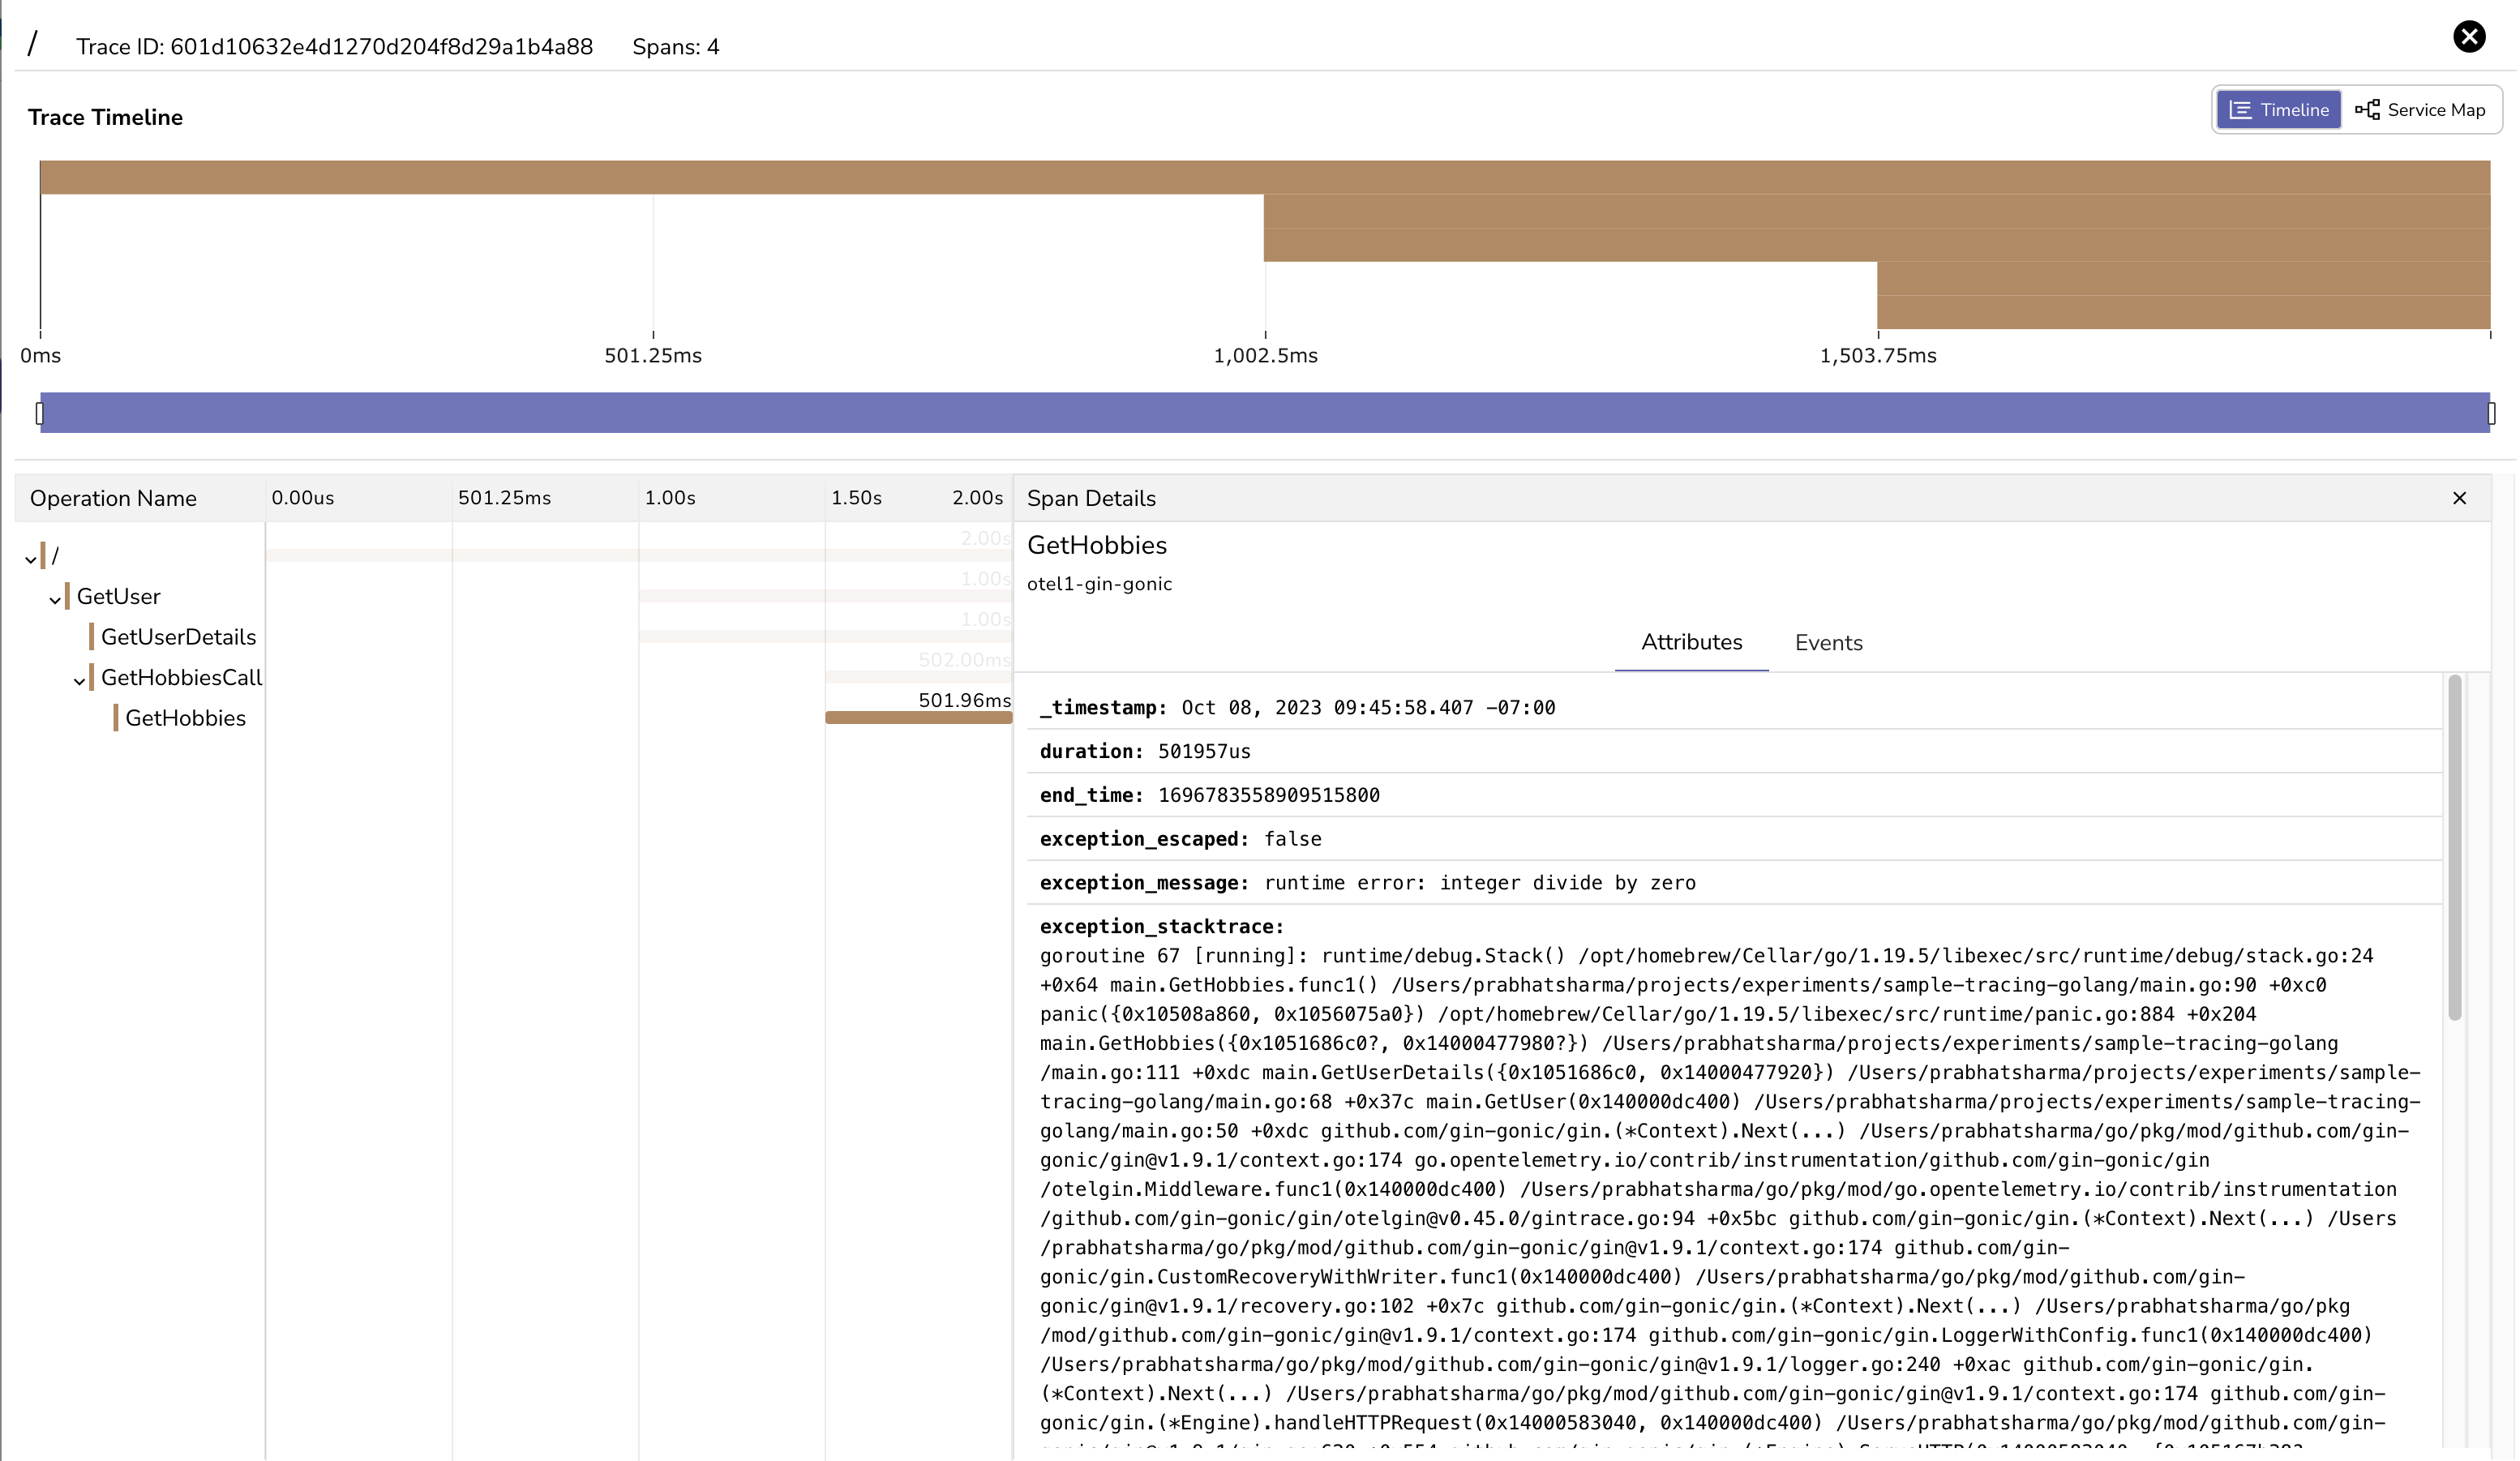 / Trace ID: 601d10632e4d1270d204f8d29a1b4a88 Spans: 4
Trace Timeline
Timeline Service Map
0ms 501.25ms 1,002.5ms 1,503.75ms
Operation Name 0.00us 501.25ms 1.00s 1.50s 2.00s
/ 2.00s
GetUser 1.00s
GetUserDetails 1.00s
GetHobbiesCall 502.00ms
GetHobbies 501.96ms
Span Details
GetHobbies
otel1-gin-gonic
Attributes Events
_timestamp: Oct 08, 2023 09:45:58.407 -07:00
duration: 501957us
end_time: 1696783558909515800
exception_escaped: false
exception_message: runtime error: integer divide by zero
exception_stacktrace:
goroutine 67 [running]: runtime/debug.Stack() /opt/homebrew/Cellar/go/1.19.5/libexec/src/runtime/debug/stack.go:24
+0x64 main.GetHobbies.func1() /Users/prabhatsharma/projects/experiments/sample-tracing-golang/main.go:90 +0xc0
panic({0x10508a860, 0x1056075a0}) /opt/homebrew/Cellar/go/1.19.5/libexec/src/runtime/panic.go:884 +0x204
main.GetHobbies({0x1051686c0?, 0x14000477980?}) /Users/prabhatsharma/projects/experiments/sample-tracing-golang
/main.go:111 +0xdc main.GetUserDetails({0x1051686c0, 0x14000477920}) /Users/prabhatsharma/projects/experiments/sample-
tracing-golang/main.go:68 +0x37c main.GetUser(0x140000dc400) /Users/prabhatsharma/projects/experiments/sample-tracing-
golang/main.go:50 +0xdc github.com/gin-gonic/gin.(*Context).Next(...) /Users/prabhatsharma/go/pkg/mod/github.com/gin-
gonic/gin@v1.9.1/context.go:174 go.opentelemetry.io/contrib/instrumentation/github.com/gin-gonic/gin
/otelgin.Middleware.func1(0x140000dc400) /Users/prabhatsharma/go/pkg/mod/go.opentelemetry.io/contrib/instrumentation
/github.com/gin-gonic/gin/otelgin@v0.45.0/gintrace.go:94 +0x5bc github.com/gin-gonic/gin.(*Context).Next(...) /Users
/prabhatsharma/go/pkg/mod/github.com/gin-gonic/gin@v1.9.1/context.go:174 github.com/gin-
gonic/gin.CustomRecoveryWithWriter.func1(0x140000dc400) /Users/prabhatsharma/go/pkg/mod/github.com/gin-
gonic/gin@v1.9.1/recovery.go:102 +0x7c github.com/gin-gonic/gin.(*Context).Next(...) /Users/prabhatsharma/go/pkg
/mod/github.com/gin-gonic/gin@v1.9.1/context.go:174 github.com/gin-gonic/gin.LoggerWithConfig.func1(0x140000dc400)
/Users/prabhatsharma/go/pkg/mod/github.com/gin-gonic/gin@v1.9.1/logger.go:240 +0xac github.com/gin-gonic/gin.
(*Context).Next(...) /Users/prabhatsharma/go/pkg/mod/github.com/gin-gonic/gin@v1.9.1/context.go:174 github.com/gin-
gonic/gin.(*Engine).handleHTTPRequest(0x14000583040, 0x140000dc400) /Users/prabhatsharma/go/pkg/mod/github.com/gin-